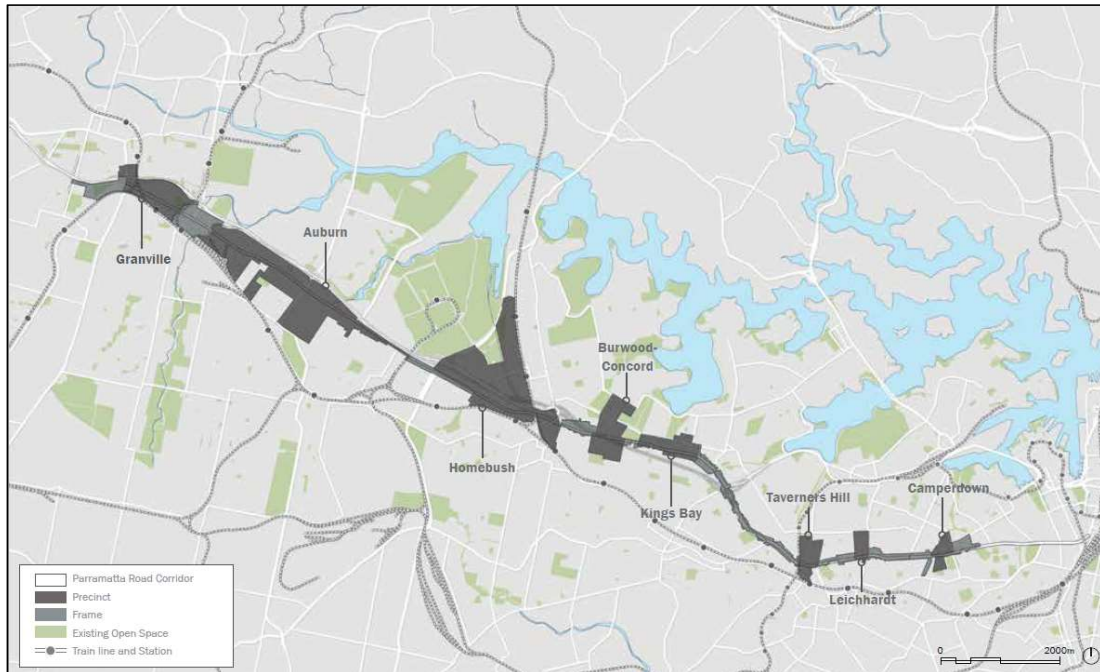 Granville
Auburn
Homebush
Burwood-
Concord
Kings Bay
Taverners Hill
Leichhardt
Camperdown
Parramatta Road Corridor
Precinct
Frame
Existing Open Space
Train line and Station
0 2000m